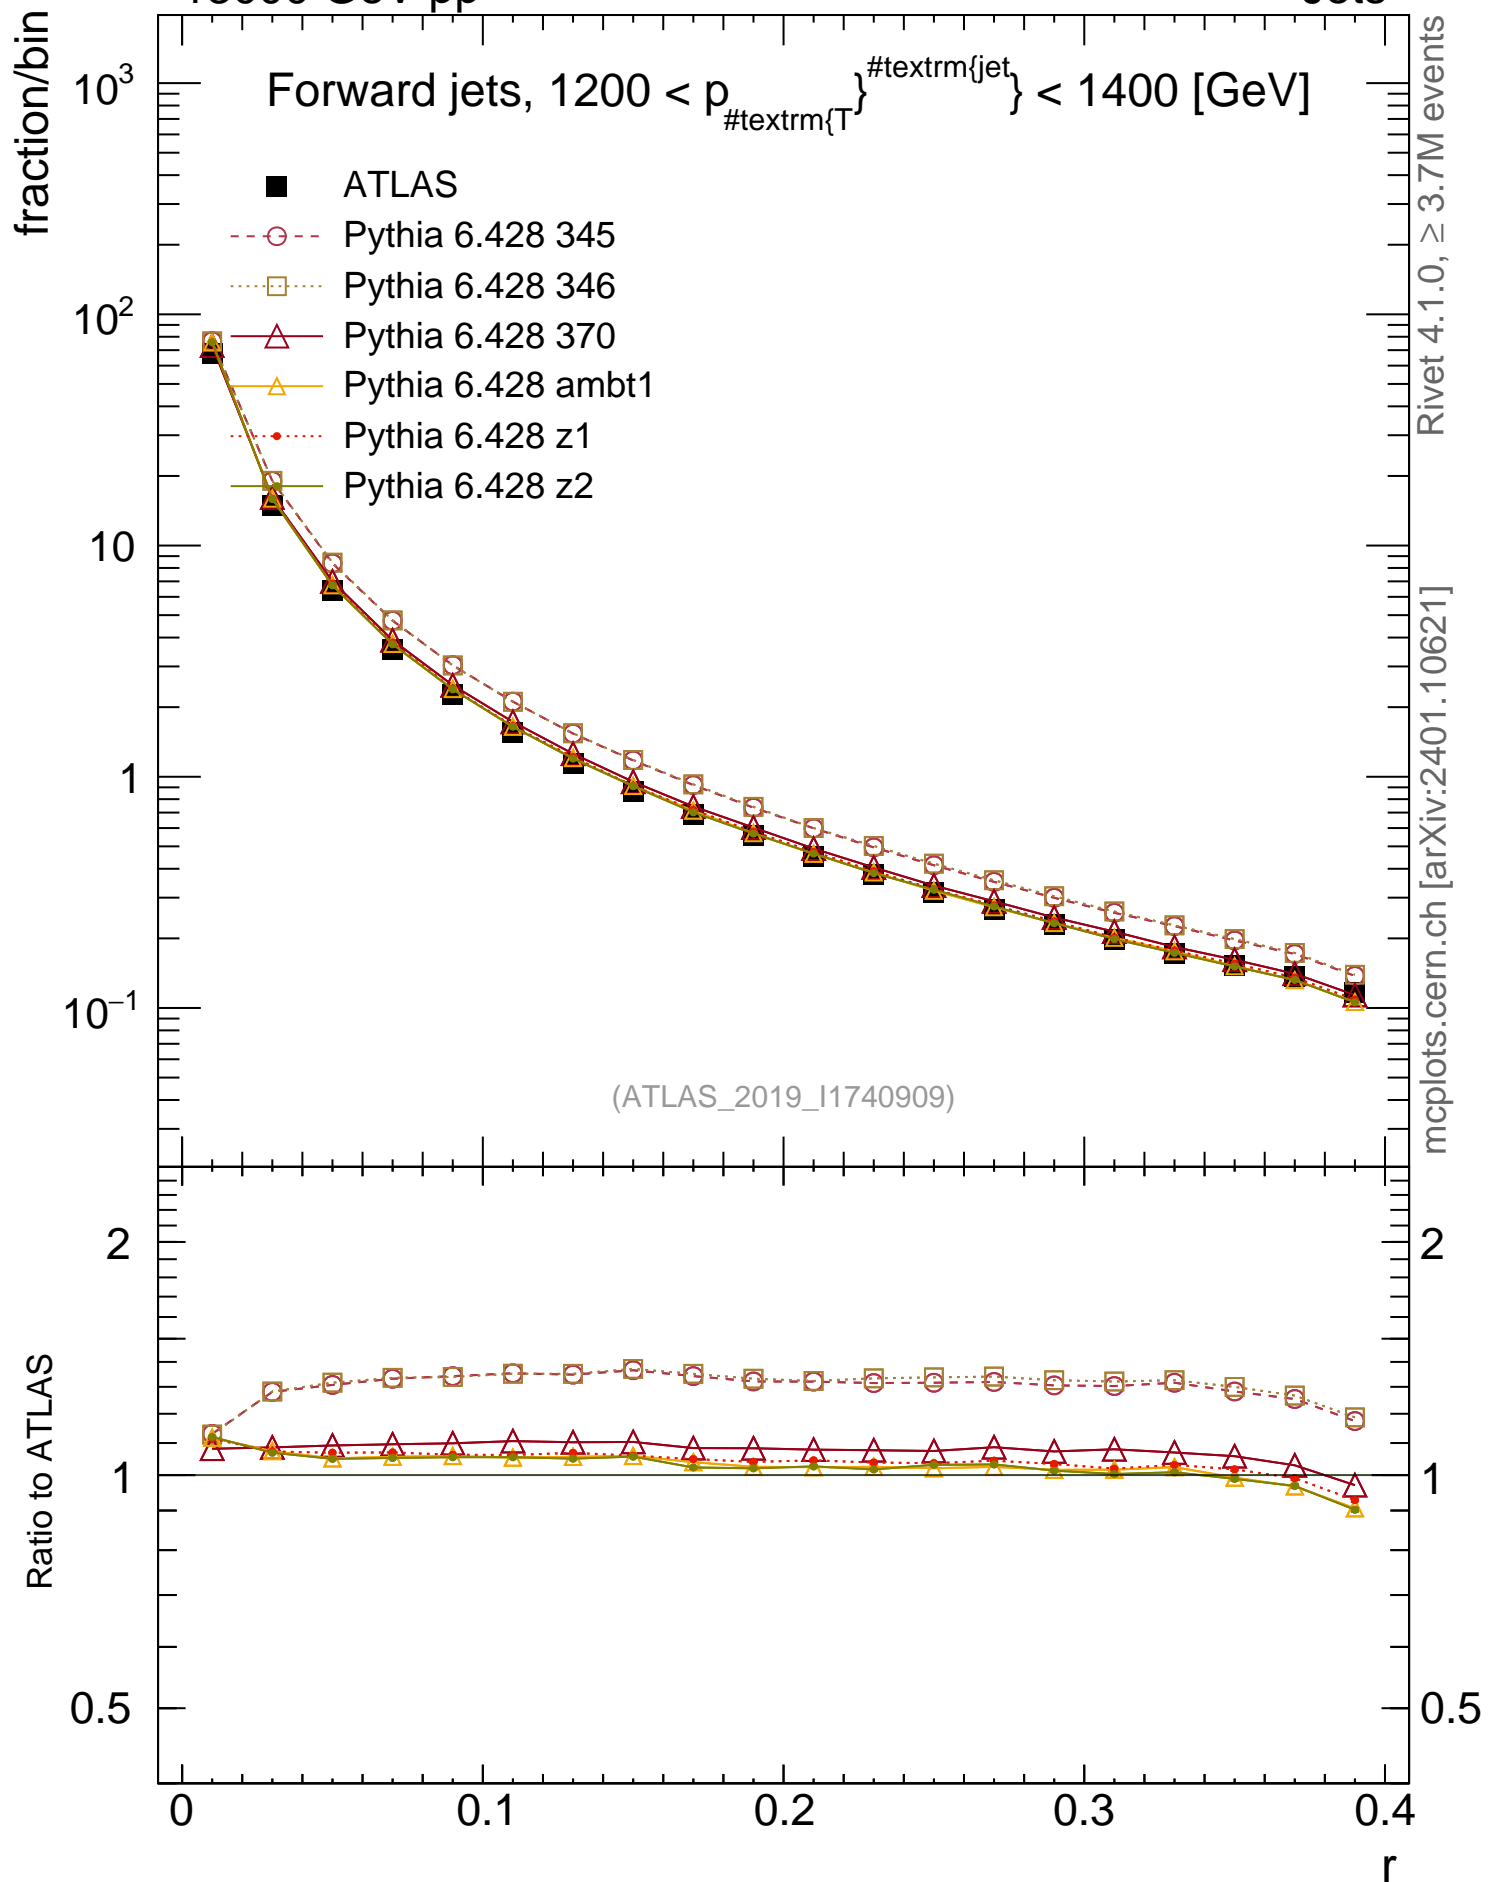 fraction/bin
Forward jets, 1200 < p_{#textrm{T}}^{#textrm{jet}} < 1400 [GeV]
ATLAS
Pythia 6.428 345
Pythia 6.428 346
Pythia 6.428 370
Pythia 6.428 ambt1
Pythia 6.428 z1
Pythia 6.428 z2
10³
10²
10
1
10⁻¹
(ATLAS_2019_I1740909)
Rivet 4.1.0, ≥ 3.7M events
mcplots.cern.ch [arXiv:2401.10621]
Ratio to ATLAS
2
1
0.5
2
1
0.5
0
0.1
0.2
0.3
0.4
r